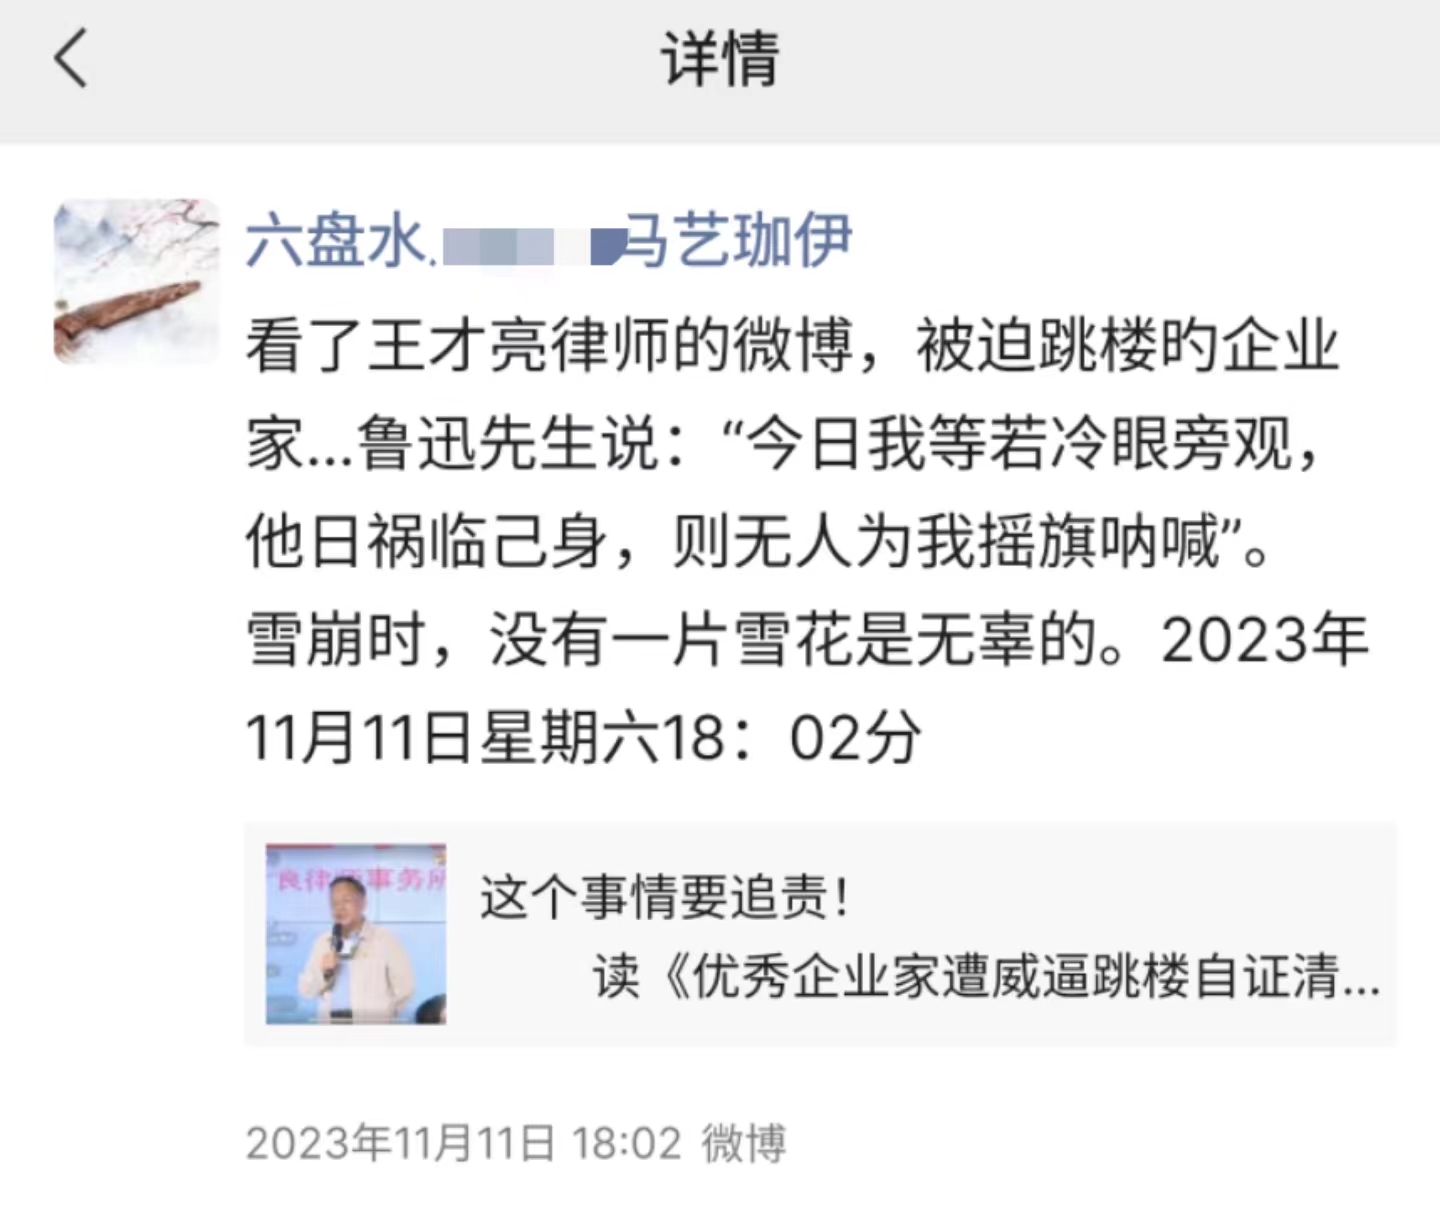 详情
六盘水.马艺珈伊
看了王才亮律师的微博，被迫跳楼旳企业
家...鲁迅先生说：“今日我等若冷眼旁观，
他日祸临己身，则无人为我摇旗呐喊”。
雪崩时，没有一片雪花是无辜的。2023年
11月11日星期六18：02分
良律师事务所
这个事情要追责！
读《优秀企业家遭威逼跳楼自证清...
2023年11月11日 18:02 微博